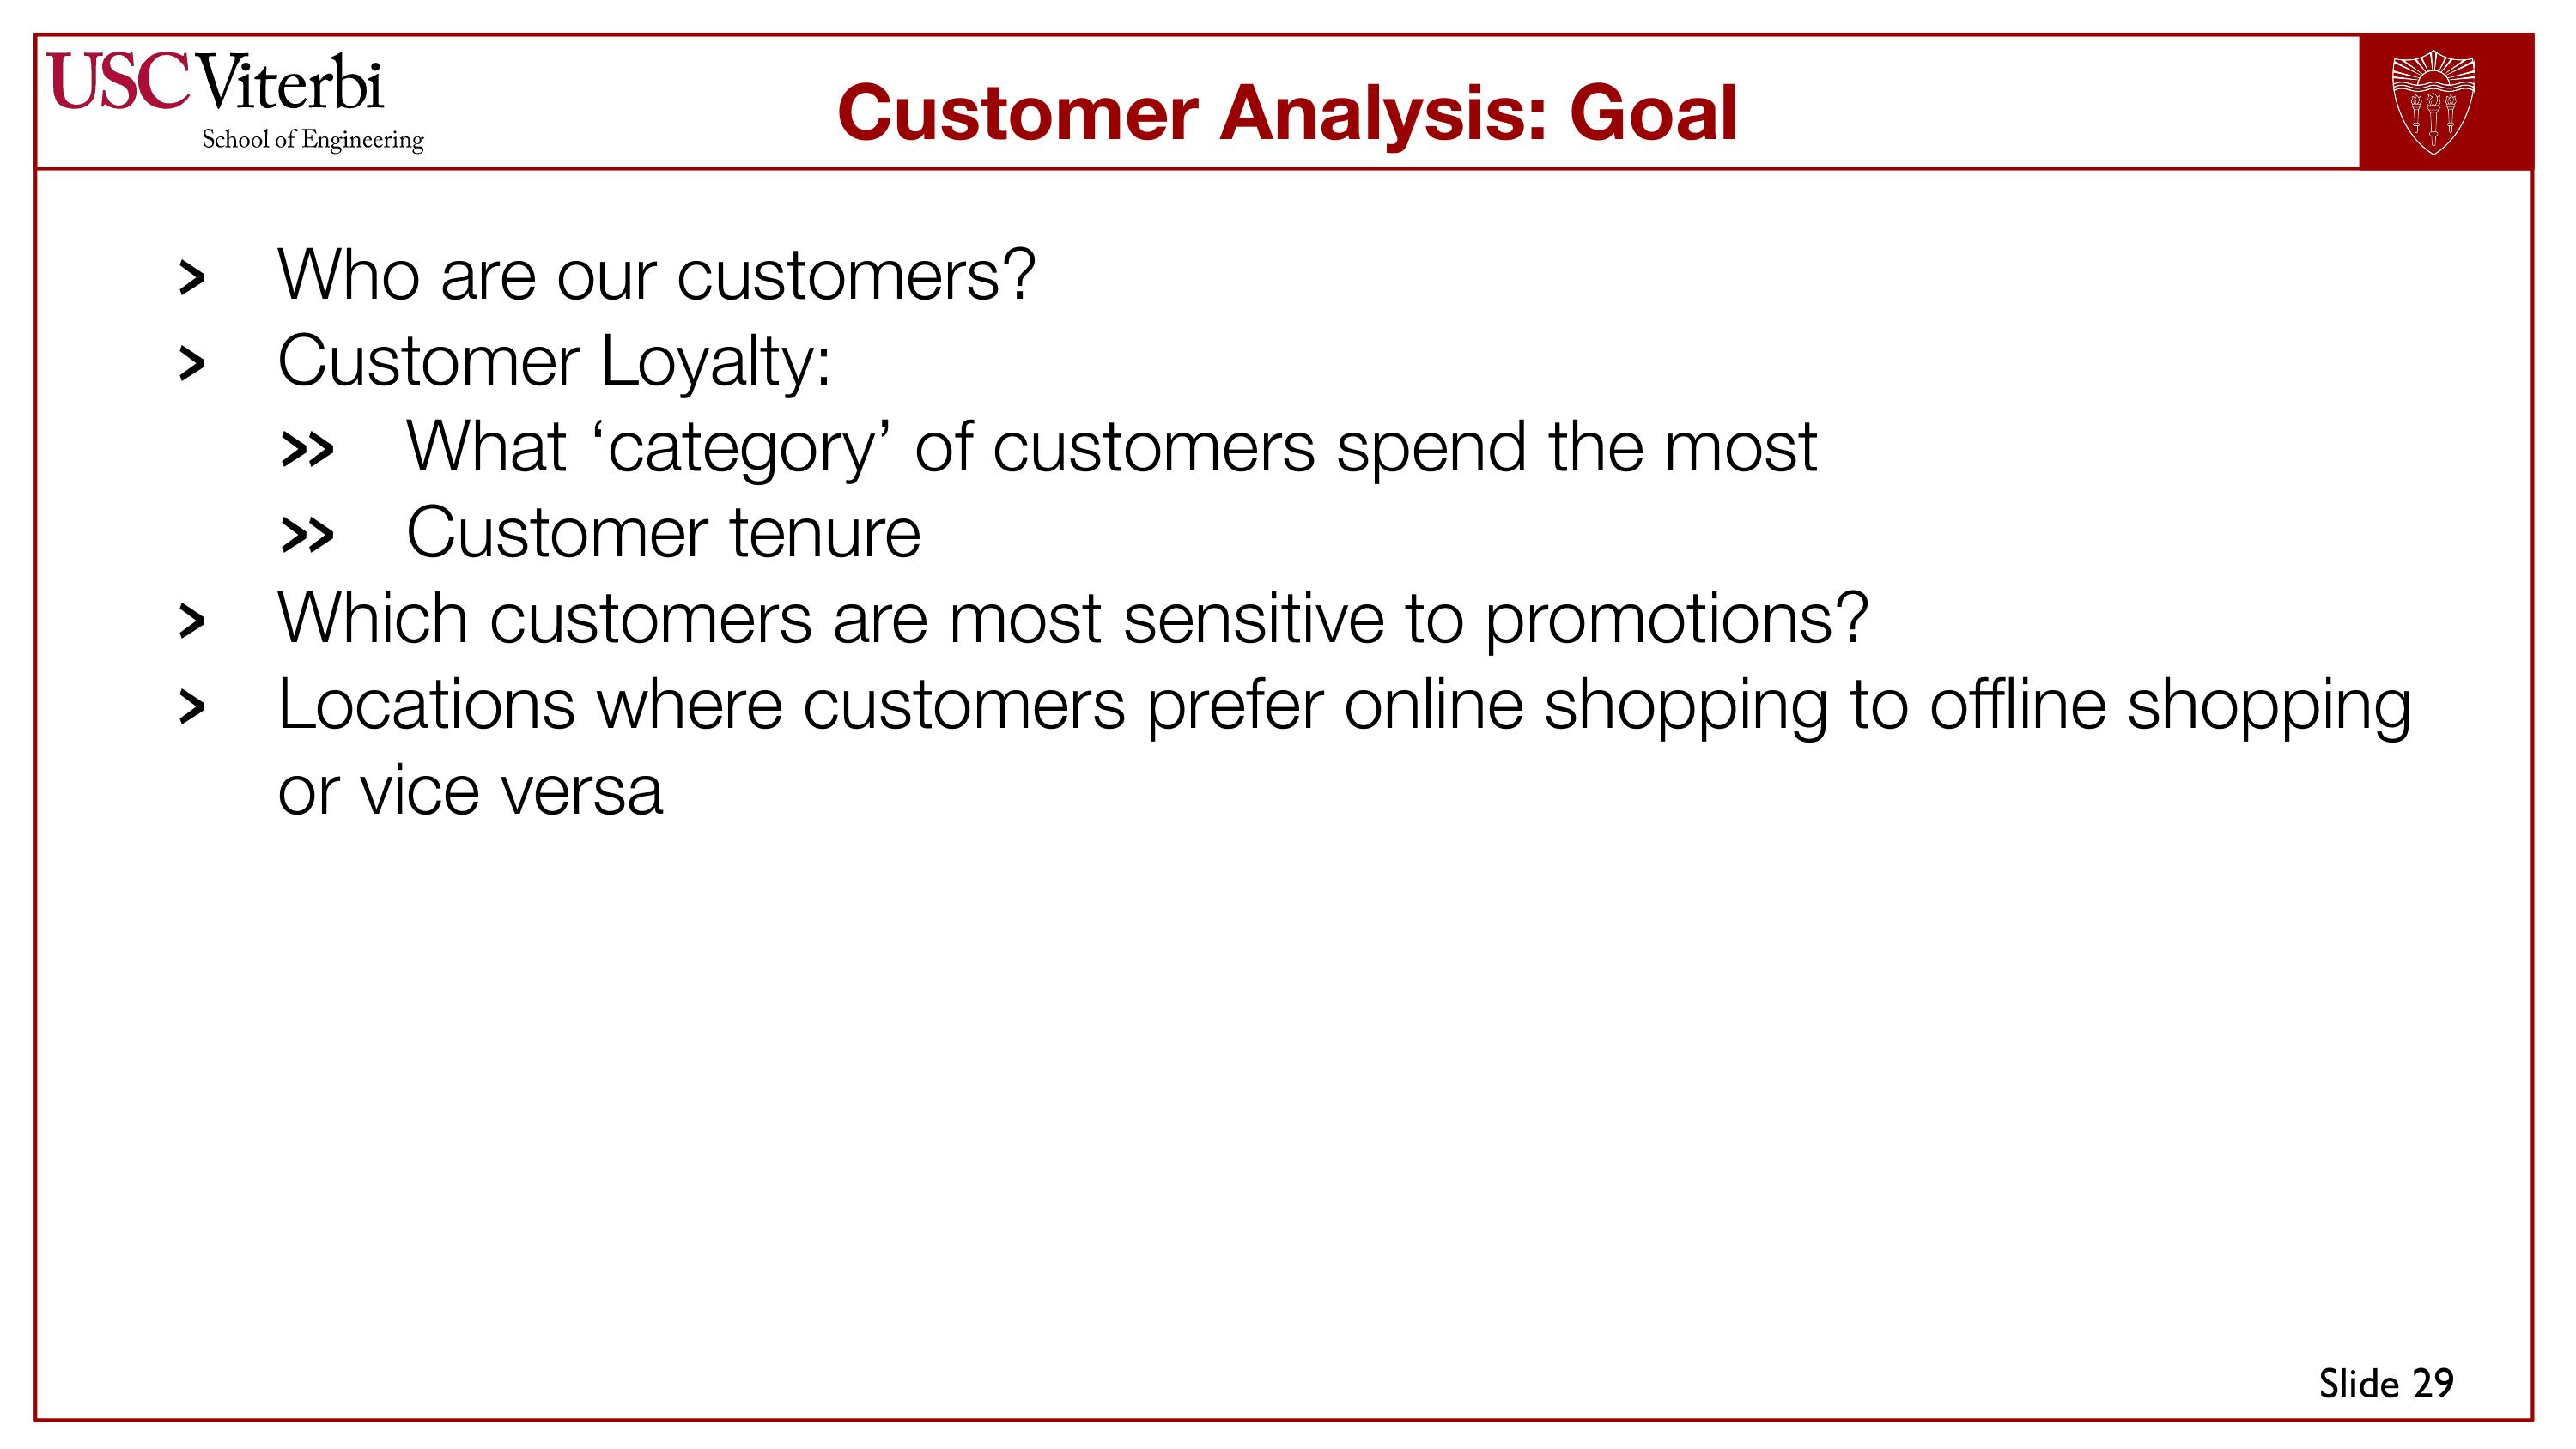 USC Viterbi
School of Engineering
Customer Analysis: Goal
> Who are our customers?
> Customer Loyalty:
>> What ‘category’ of customers spend the most
>> Customer tenure
> Which customers are most sensitive to promotions?
> Locations where customers prefer online shopping to offline shopping
or vice versa
Slide 29